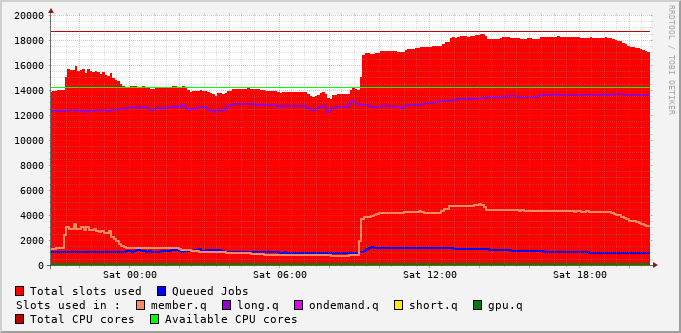 20000
18000
16000
14000
12000
10000
8000
6000
4000
2000
0
Sat 00:00 Sat 06:00 Sat 12:00 Sat 18:00
RRDTOOL / TOBI OETIKER
Total slots used Queued Jobs
Slots used in : member.q long.q ondemand.q short.q gpu.q
Total CPU cores Available CPU cores